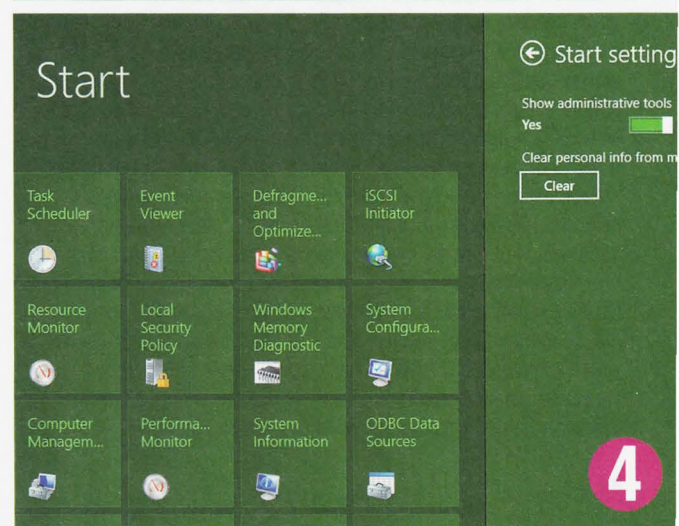 Start
Task
Scheduler
Event
Viewer
Defragme...
and
Optimize...
iSCSI
Initiator
Resource
Monitor
Local
Security
Policy
Windows
Memory
Diagnostic
System
Configura...
Computer
Managem...
Performa...
Monitor
System
Information
ODBC Data
Sources
Start setting
Show administrative tools
Yes
Clear personal info from m
Clear
4